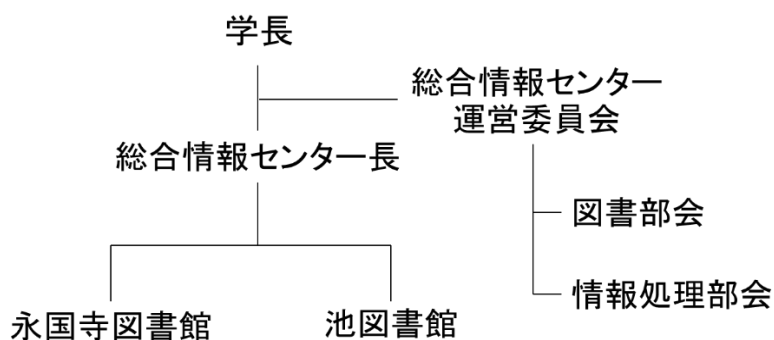 学長
総合情報センター
運営委員会
総合情報センター長
図書部会
情報処理部会
永国寺図書館
池図書館